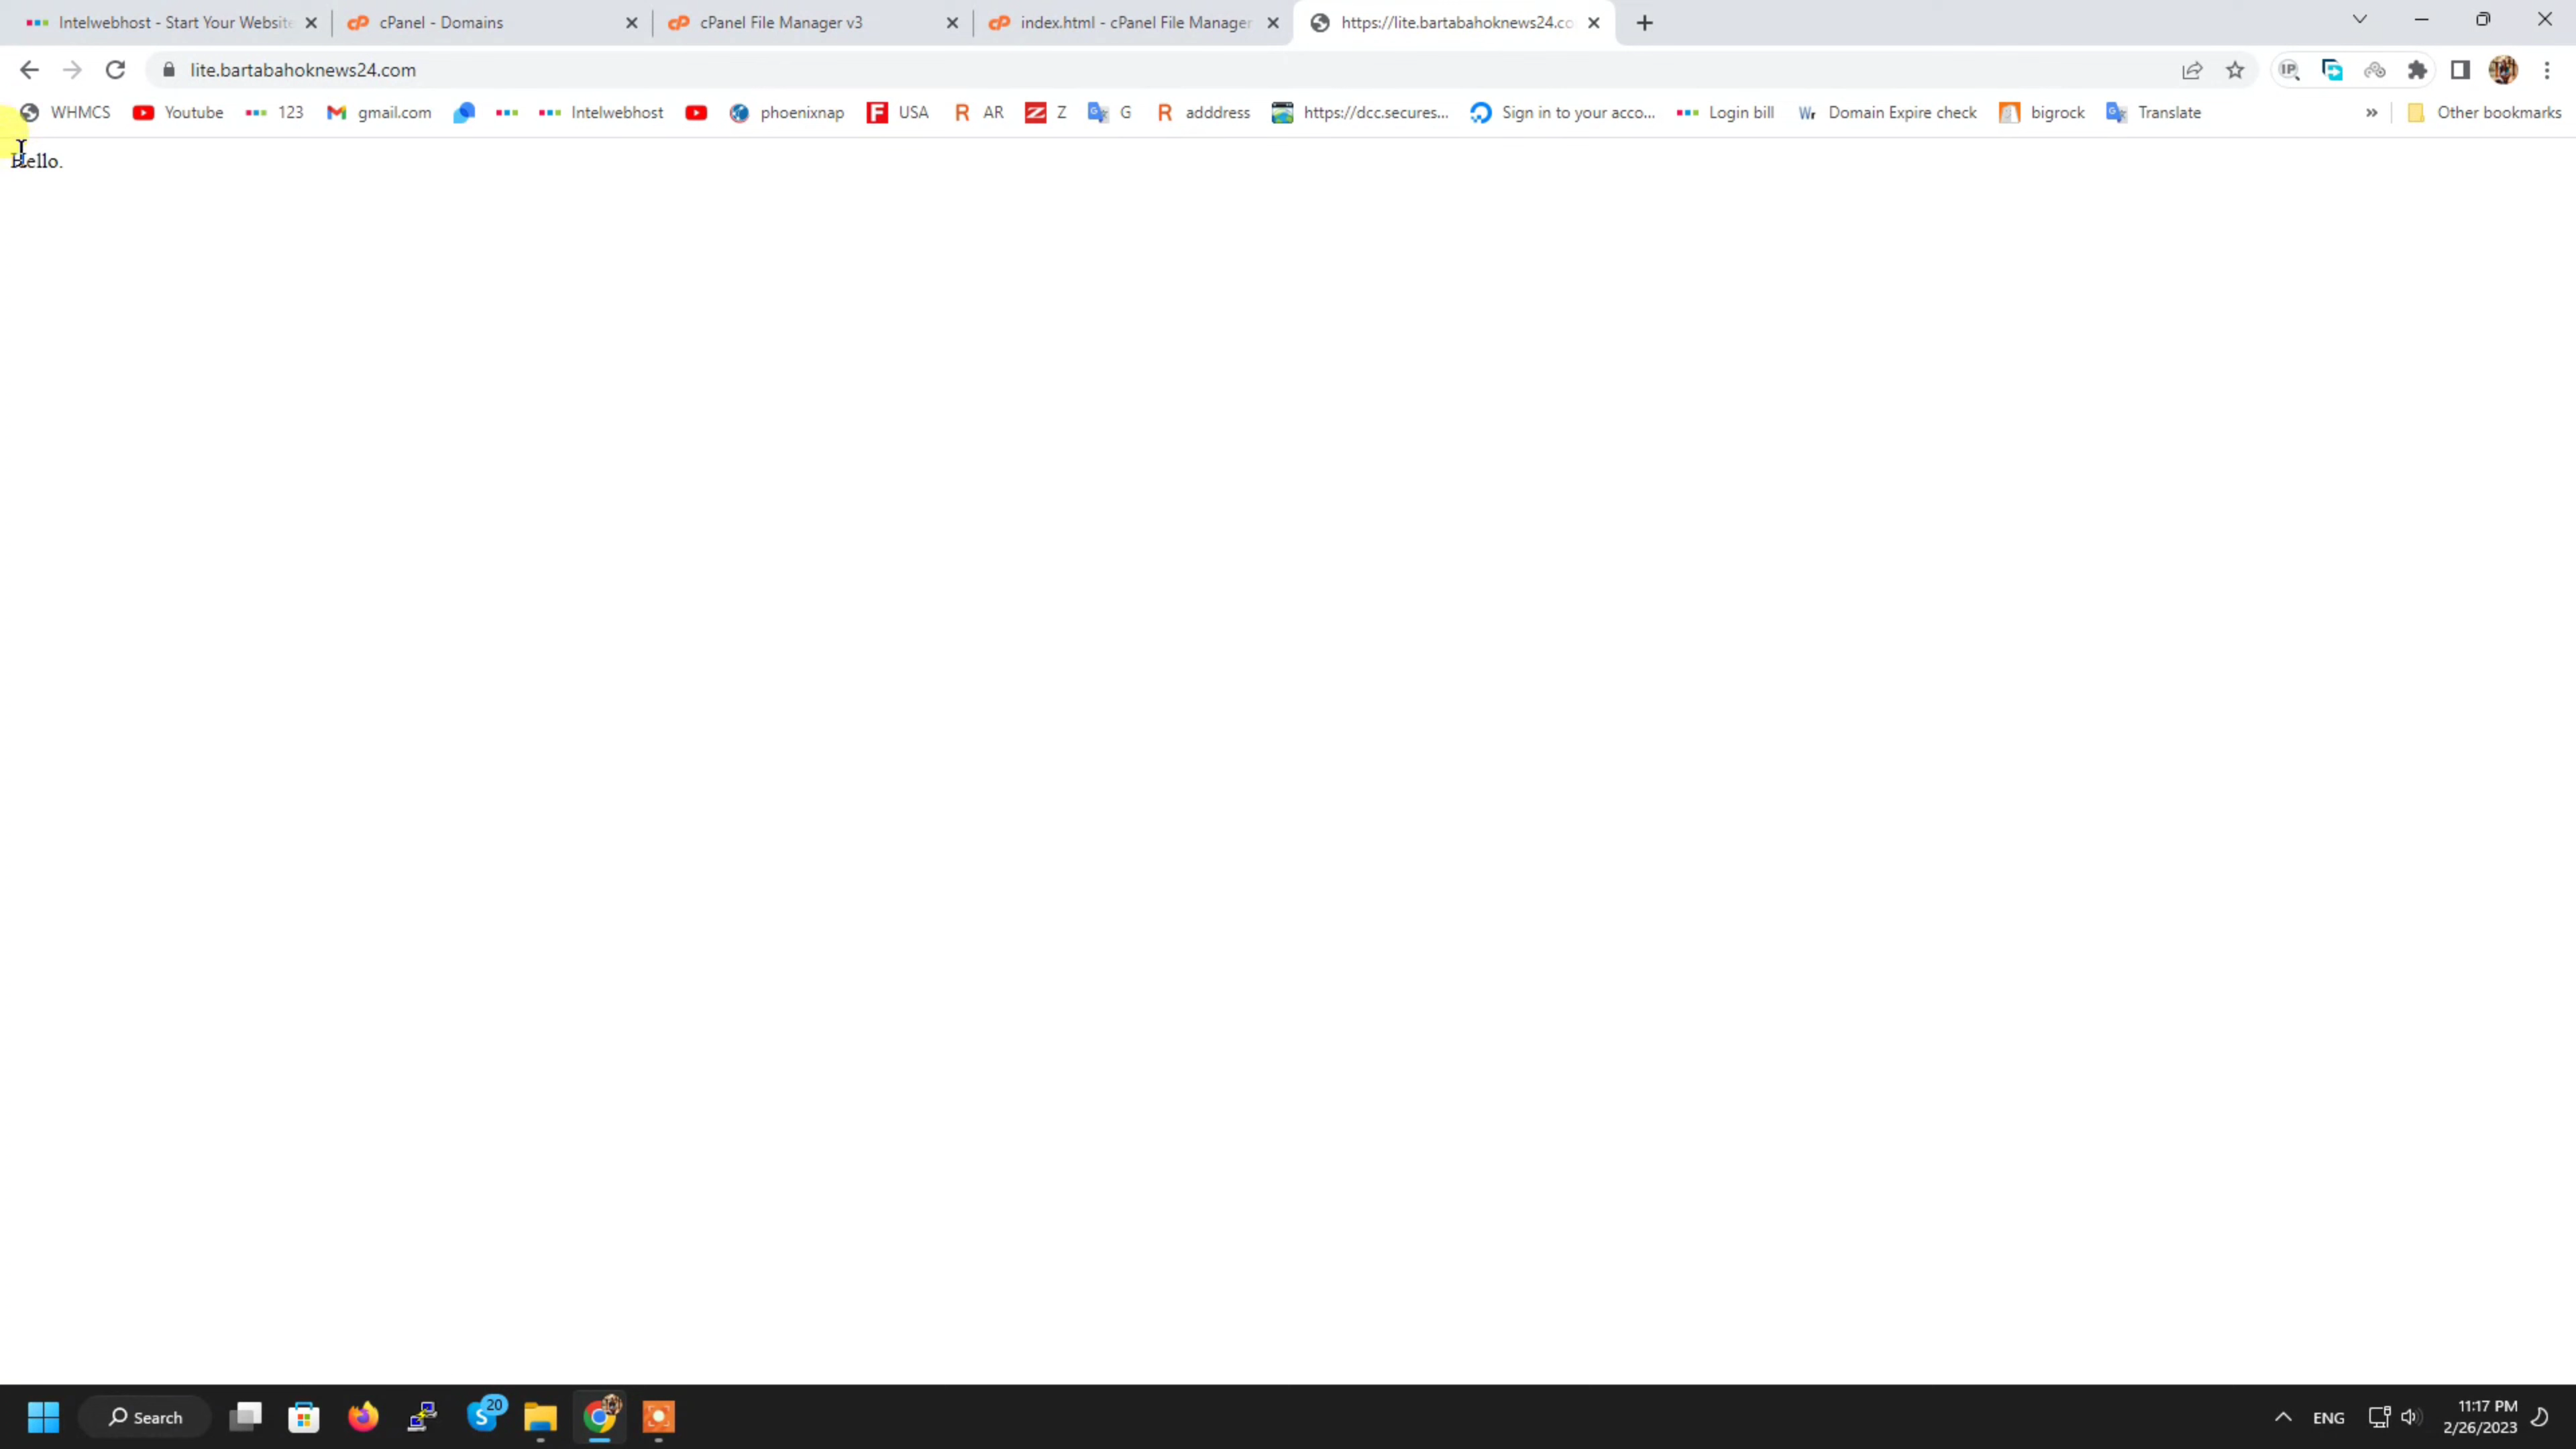 Intelwebhost - Start Your Website
cPanel - Domains
cPanel File Manager v3
index.html - cPanel File Manager
https://lite.bartabahoknews24.co
lite.bartabahoknews24.com
IP
WHMCS
Youtube
123
gmail.com
Intelwebhost
phoenixnap
USA
AR
Z
G
adddress
https://dcc.secures...
Sign in to your acco...
Login bill
Domain Expire check
bigrock
Translate
»
Other bookmarks
Hello.
Search
20
ENG
11:17 PM
2/26/2023